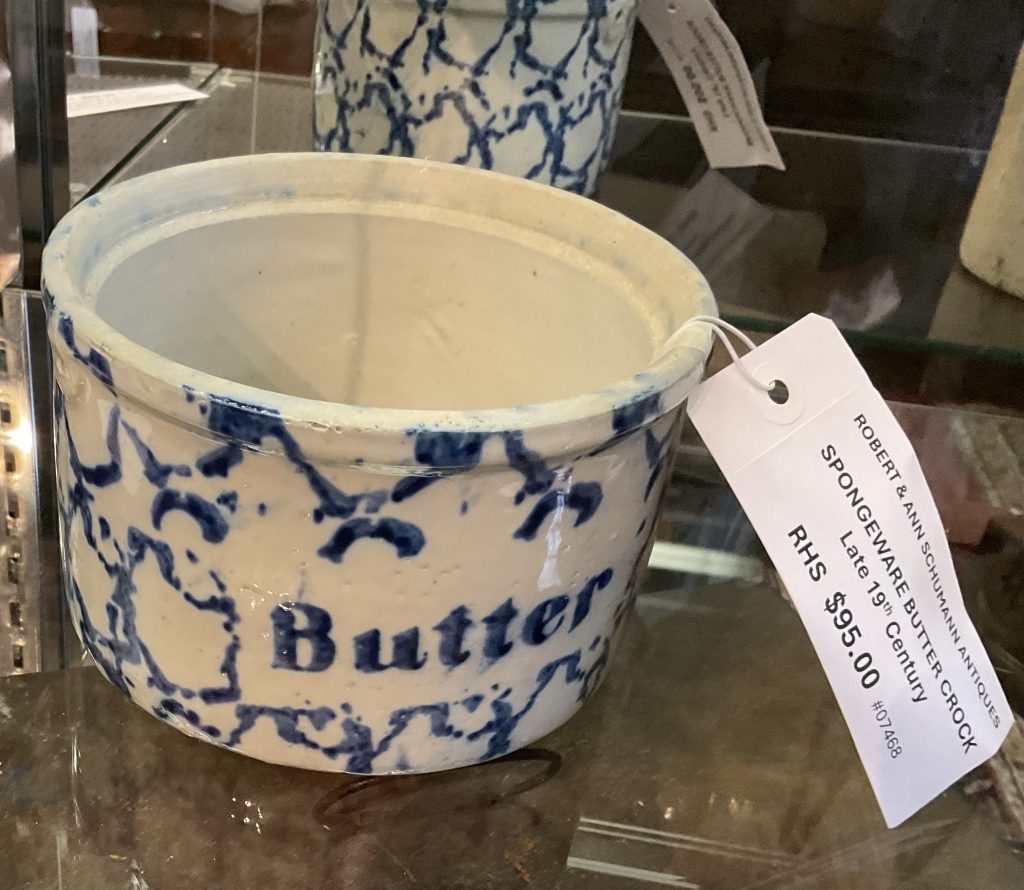 Butter
ROBERT & ANN SCHUMANN ANTIQUES
SPONGEWARE BUTTER CROCK
Late 19th Century
RHS $95.00 #07468